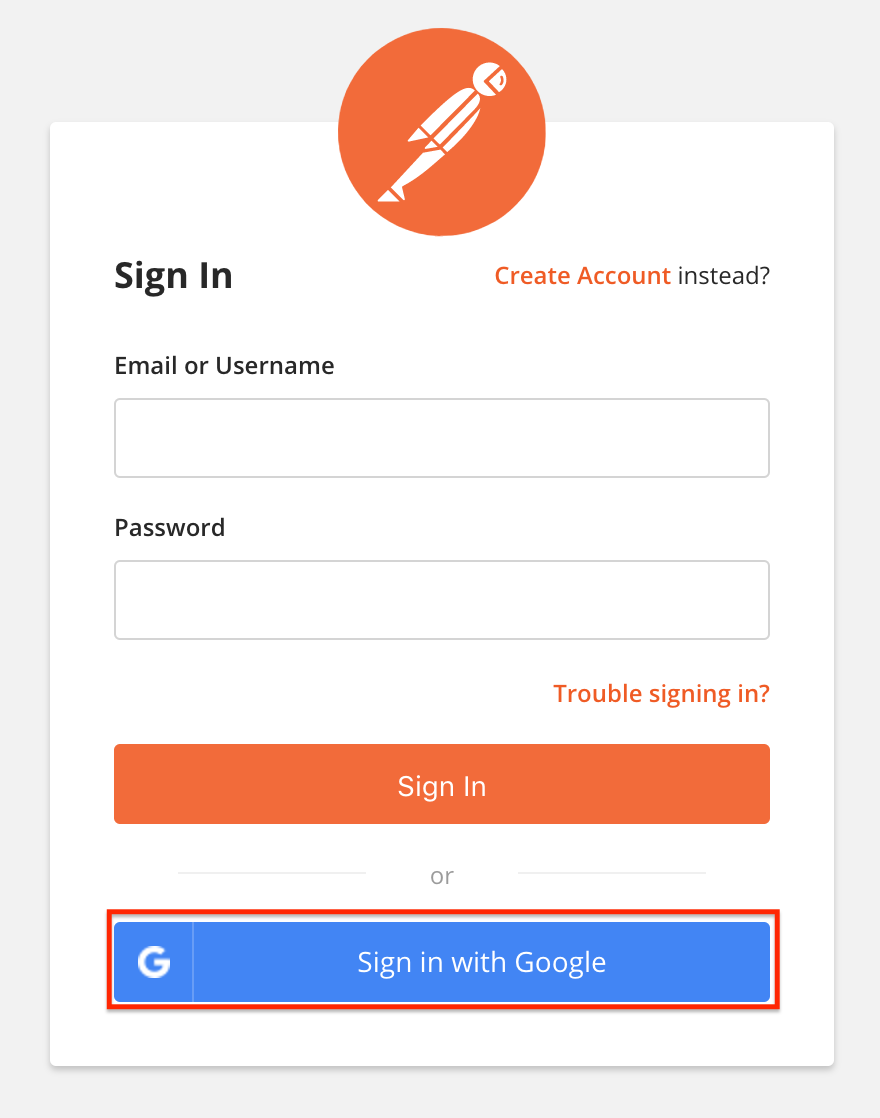 Sign In
Create Account instead?
Email or Username
Password
Trouble signing in?
Sign In
or
G
Sign in with Google